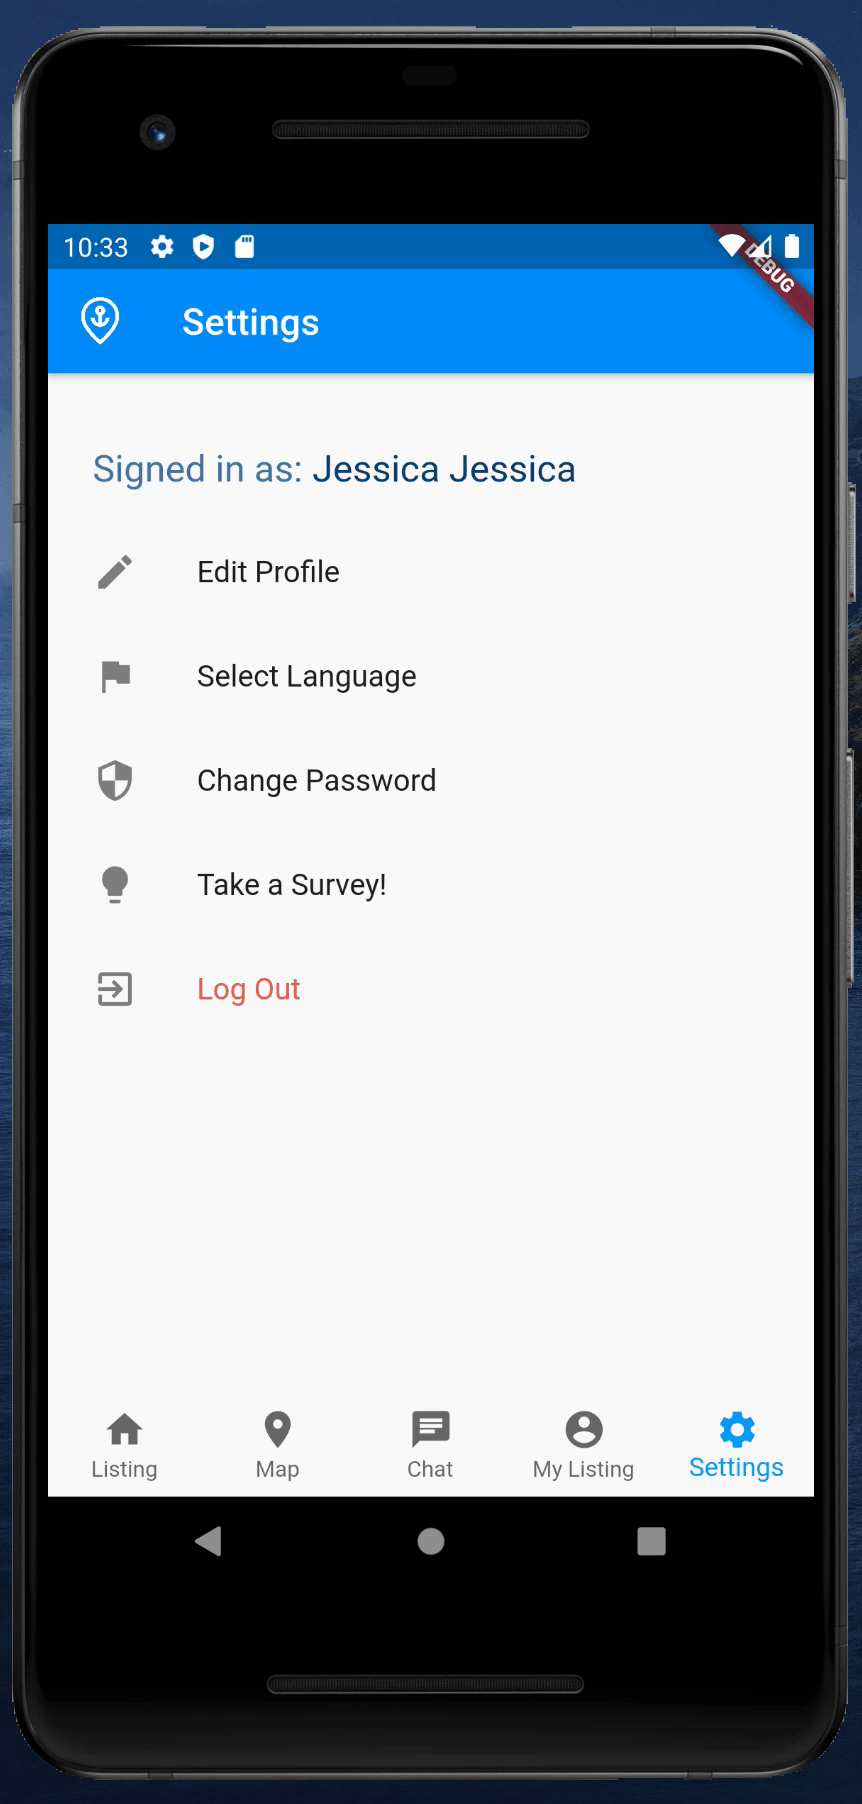 10:33
DEBUG
Settings
Signed in as: Jessica Jessica
Edit Profile
Select Language
Change Password
Take a Survey!
Log Out
Listing
Map
Chat
My Listing
Settings